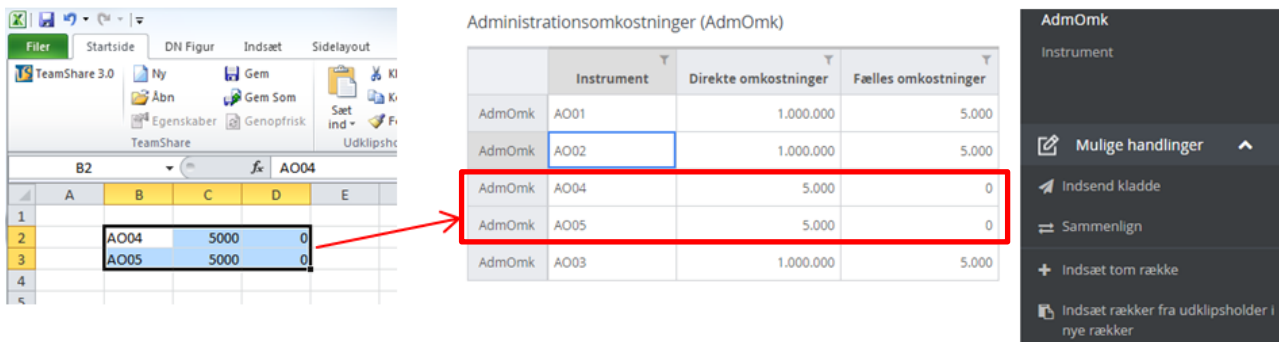 Filer Startside DN Figur Indsæt Sidelayout
TeamShare 3.0
Ny
Åbn
Egenskaber
Gem
Gem Som
Genopfrisk
TeamShare
Sæt
ind
Udklipsho
B2 fx AO04
A B C D E
1
2 AO04 5000 0
3 AO05 5000 0
4
5
Administrationsomkostninger (AdmOmk)
Instrument Direkte omkostninger Fælles omkostninger
AdmOmk AO01 1.000.000 5.000
AdmOmk AO02 1.000.000 5.000
AdmOmk AO04 5.000 0
AdmOmk AO05 5.000 0
AdmOmk AO03 1.000.000 5.000
AdmOmk
Instrument
Mulige handlinger
Indsend kladde
Sammenlign
Indsæt tom række
Indsæt rækker fra udklipsholder i
nye rækker